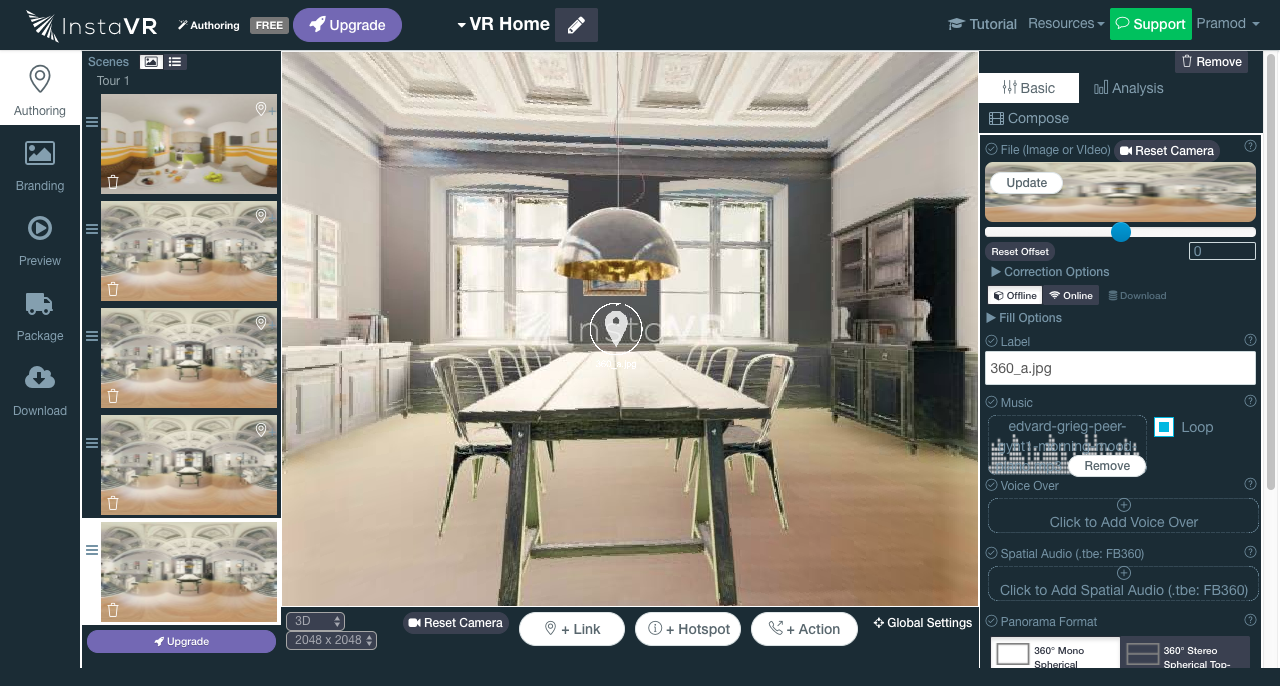 InstaVR
Authoring
FREE
Upgrade
VR Home
Tutorial
Resources
Support
Pramod
Authoring
Branding
Preview
Package
Download
Scenes
Tour 1
Upgrade
InstaVR
3D
2048 x 2048
Reset Camera
+ Link
+ Hotspot
+ Action
Global Settings
Remove
Basic
Analysis
Compose
File (Image or VIdeo)
Reset Camera
Update
Reset Offset
0
Correction Options
Offline
Online
Download
Fill Options
Label
360_a.jpg
Music
edvard-grieg-peer-
Loop
Remove
Voice Over
Click to Add Voice Over
Spatial Audio (.tbe: FB360)
Click to Add Spatial Audio (.tbe: FB360)
Panorama Format
360° Mono
Spherical
360° Stereo
Spherical Top-